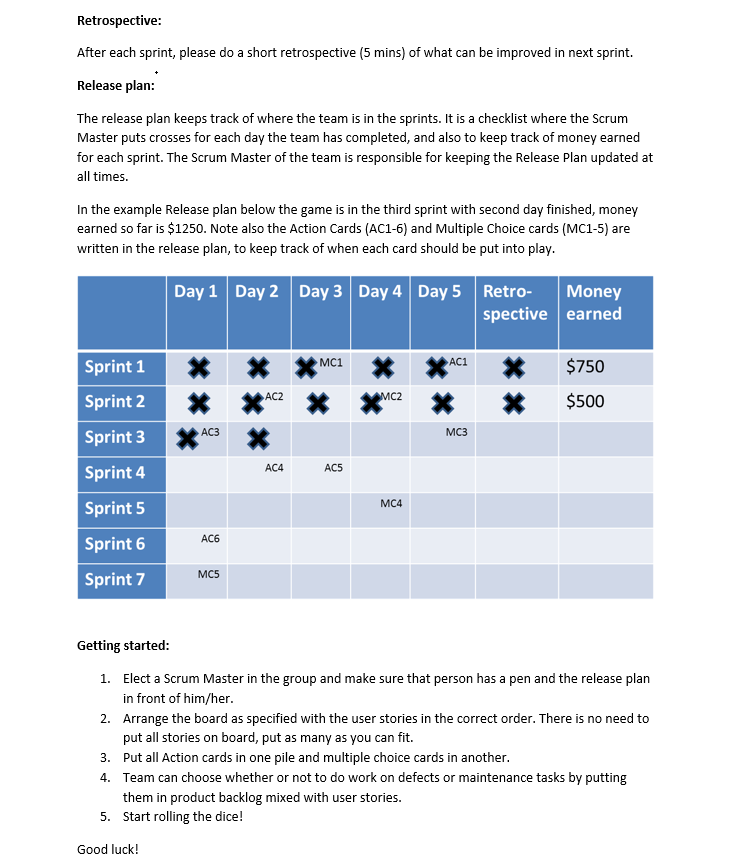 Retrospective:
After each sprint, please do a short retrospective (5 mins) of what can be improved in next sprint.
Release plan:
The release plan keeps track of where the team is in the sprints. It is a checklist where the Scrum
Master puts crosses for each day the team has completed, and also to keep track of money earned
for each sprint. The Scrum Master of the team is responsible for keeping the Release Plan updated at
all times.
In the example Release plan below the game is in the third sprint with second day finished, money
earned so far is $1250. Note also the Action Cards (AC1-6) and Multiple Choice cards (MC1-5) are
written in the release plan, to keep track of when each card should be put into play.
Day 1 Day 2 Day 3 Day 4 Day 5 Retro- Money
spective earned
Sprint 1 MC1 AC1 $750
Sprint 2 AC2 MC2 $500
Sprint 3 AC3 MC3
Sprint 4 AC4 AC5
Sprint 5 MC4
Sprint 6 AC6
Sprint 7 MC5
Getting started:
1. Elect a Scrum Master in the group and make sure that person has a pen and the release plan
in front of him/her.
2. Arrange the board as specified with the user stories in the correct order. There is no need to
put all stories on board, put as many as you can fit.
3. Put all Action cards in one pile and multiple choice cards in another.
4. Team can choose whether or not to do work on defects or maintenance tasks by putting
them in product backlog mixed with user stories.
5. Start rolling the dice!
Good luck!